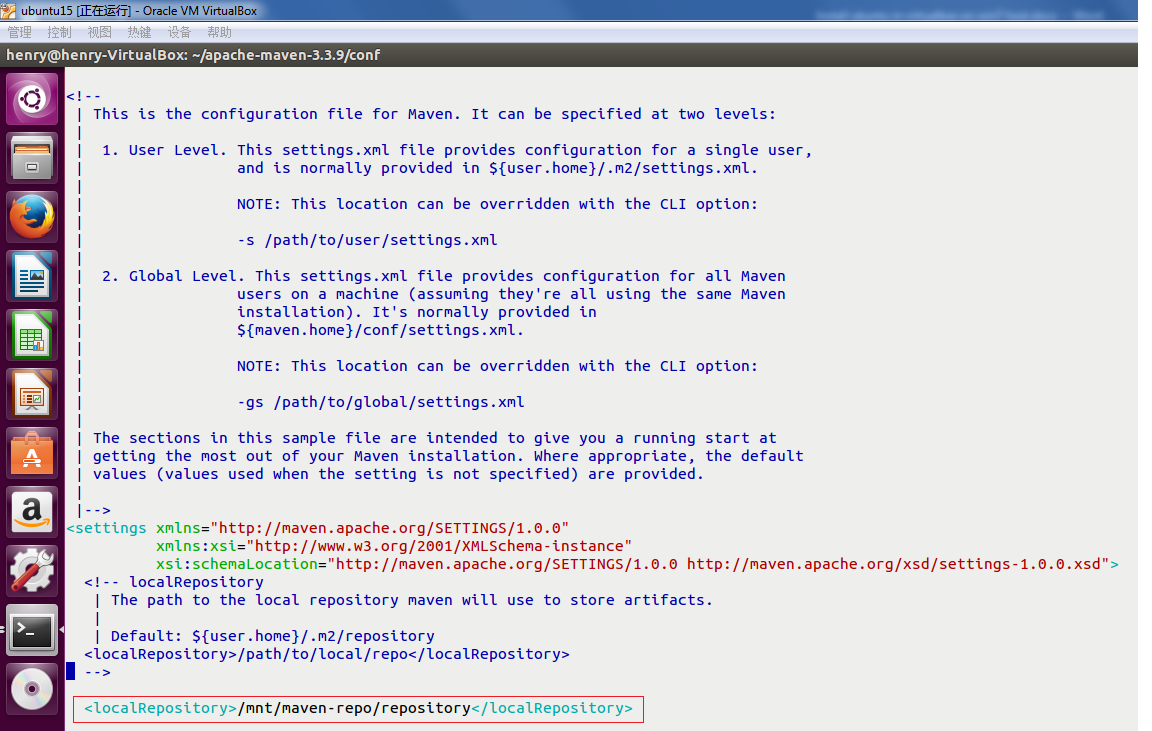 ubuntu15 [正在运行] - Oracle VM VirtualBox
管理 控制 视图 热键 设备 帮助
henry@henry-VirtualBox: ~/apache-maven-3.3.9/conf
<!--
 | This is the configuration file for Maven. It can be specified at two levels:
 |
 |  1. User Level. This settings.xml file provides configuration for a single user,
 |                 and is normally provided in ${user.home}/.m2/settings.xml.
 |
 |                 NOTE: This location can be overridden with the CLI option:
 |
 |                 -s /path/to/user/settings.xml
 |
 |  2. Global Level. This settings.xml file provides configuration for all Maven
 |                 users on a machine (assuming they're all using the same Maven
 |                 installation). It's normally provided in
 |                 ${maven.home}/conf/settings.xml.
 |
 |                 NOTE: This location can be overridden with the CLI option:
 |
 |                 -gs /path/to/global/settings.xml
 |
 | The sections in this sample file are intended to give you a running start at
 | getting the most out of your Maven installation. Where appropriate, the default
 | values (values used when the setting is not specified) are provided.
 |
 |-->
<settings xmlns="http://maven.apache.org/SETTINGS/1.0.0"
          xmlns:xsi="http://www.w3.org/2001/XMLSchema-instance"
          xsi:schemaLocation="http://maven.apache.org/SETTINGS/1.0.0 http://maven.apache.org/xsd/settings-1.0.0.xsd">
  <!-- localRepository
   | The path to the local repository maven will use to store artifacts.
   |
   | Default: ${user.home}/.m2/repository
  <localRepository>/path/to/local/repo</localRepository>
  -->
  <localRepository>/mnt/maven-repo/repository</localRepository>